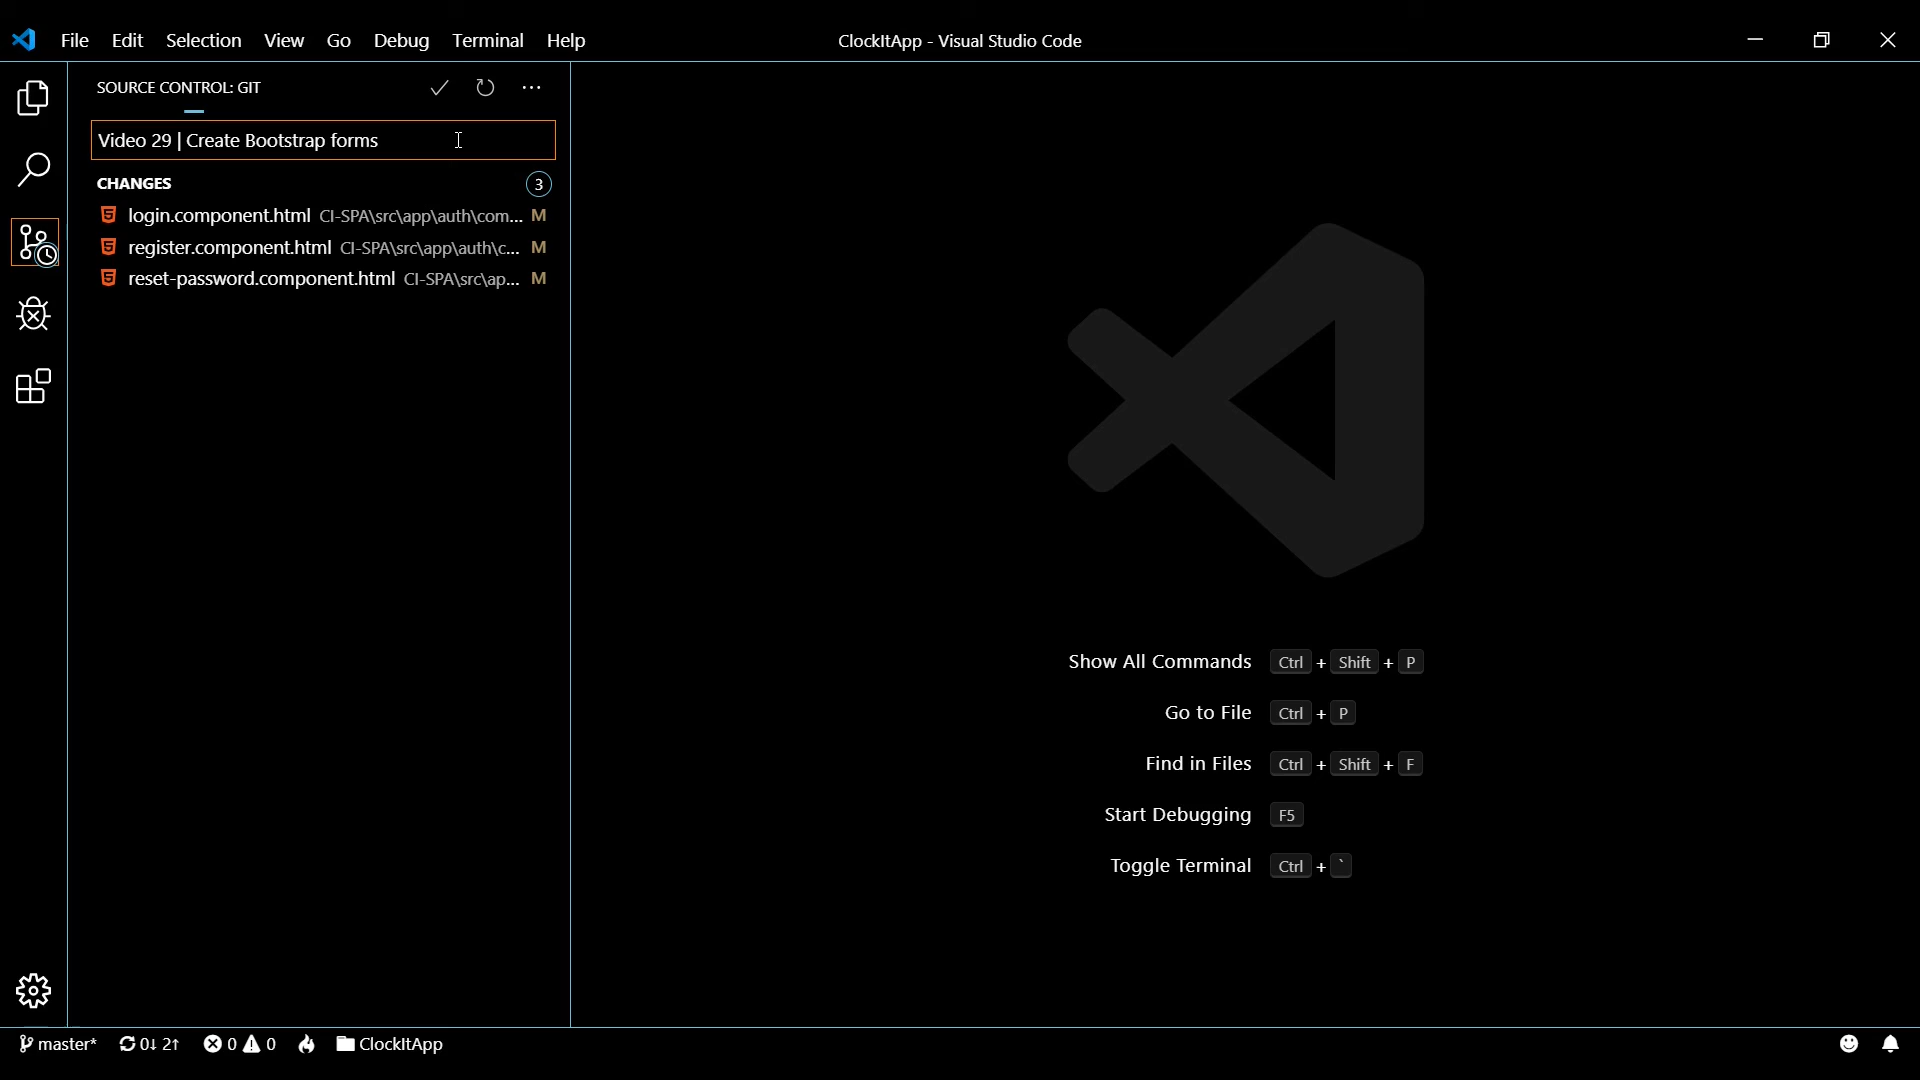 File Edit Selection View Go Debug Terminal Help
ClockItApp - Visual Studio Code
SOURCE CONTROL: GIT
Video 29 | Create Bootstrap forms
CHANGES 3
login.component.html CI-SPA\src\app\auth\com... M
register.component.html CI-SPA\src\app\auth\c... M
reset-password.component.html CI-SPA\src\ap... M
Show All Commands Ctrl + Shift + P
Go to File Ctrl + P
Find in Files Ctrl + Shift + F
Start Debugging F5
Toggle Terminal Ctrl + `
master* 0↓ 2↑ 0 0 ClockItApp